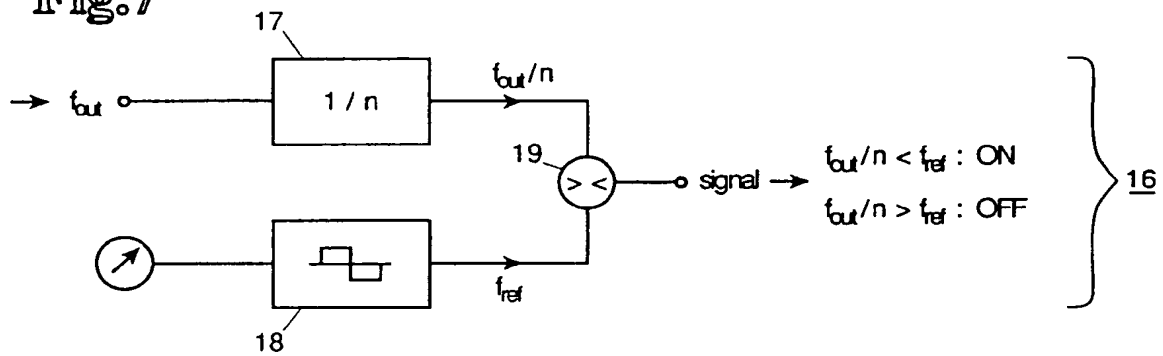 Fig.7
17
→ f_out
1 / n
f_out/n
19
> <
signal →
f_out/n < f_ref : ON
f_out/n > f_ref : OFF
16
f_ref
18